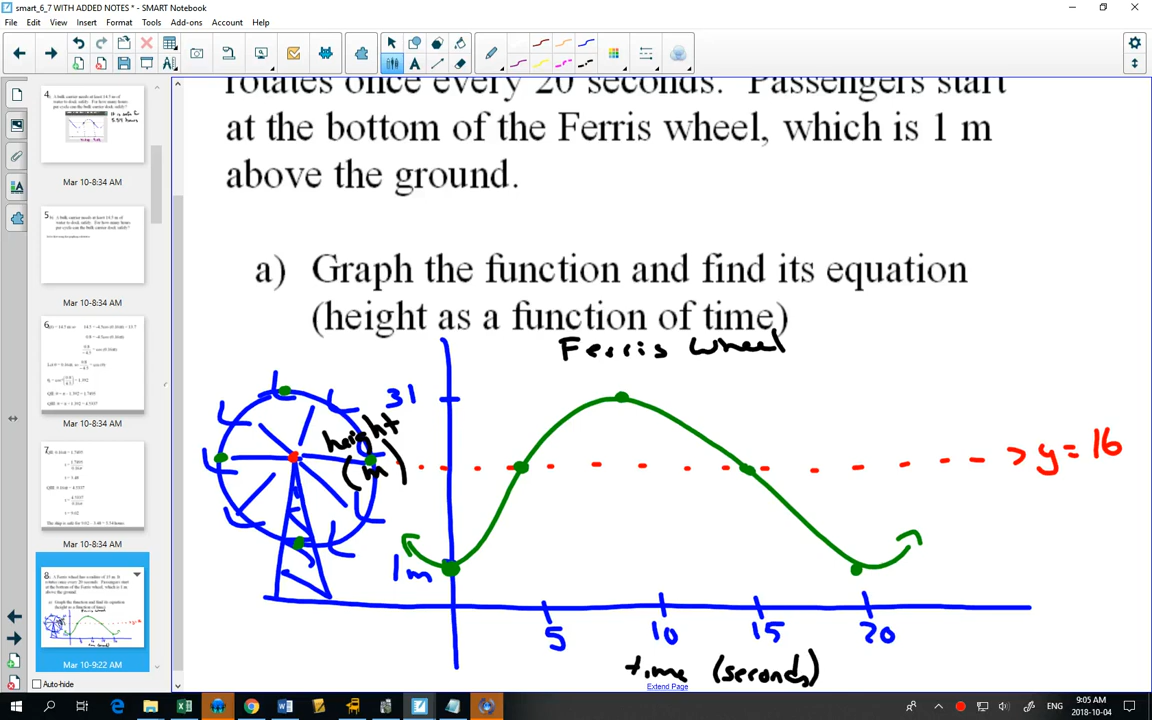 smart_6_7 WITH ADDED NOTES * - SMART Notebook
File Edit View Insert Format Tools Add-ons Account Help
rotates once every 20 seconds. Passengers start
at the bottom of the Ferris wheel, which is 1 m
above the ground.
a) Graph the function and find its equation
(height as a function of time)
Ferris Wheel
31
height
(m)
y=16
1m
5
10
15
20
time (seconds)
Extend Page
4.
Mar 10-8:34 AM
5.
Mar 10-8:34 AM
6.
Mar 10-8:34 AM
7.
Mar 10-8:34 AM
8.
Mar 10-9:22 AM
Auto-hide
ENG
9:05 AM
2018-10-04